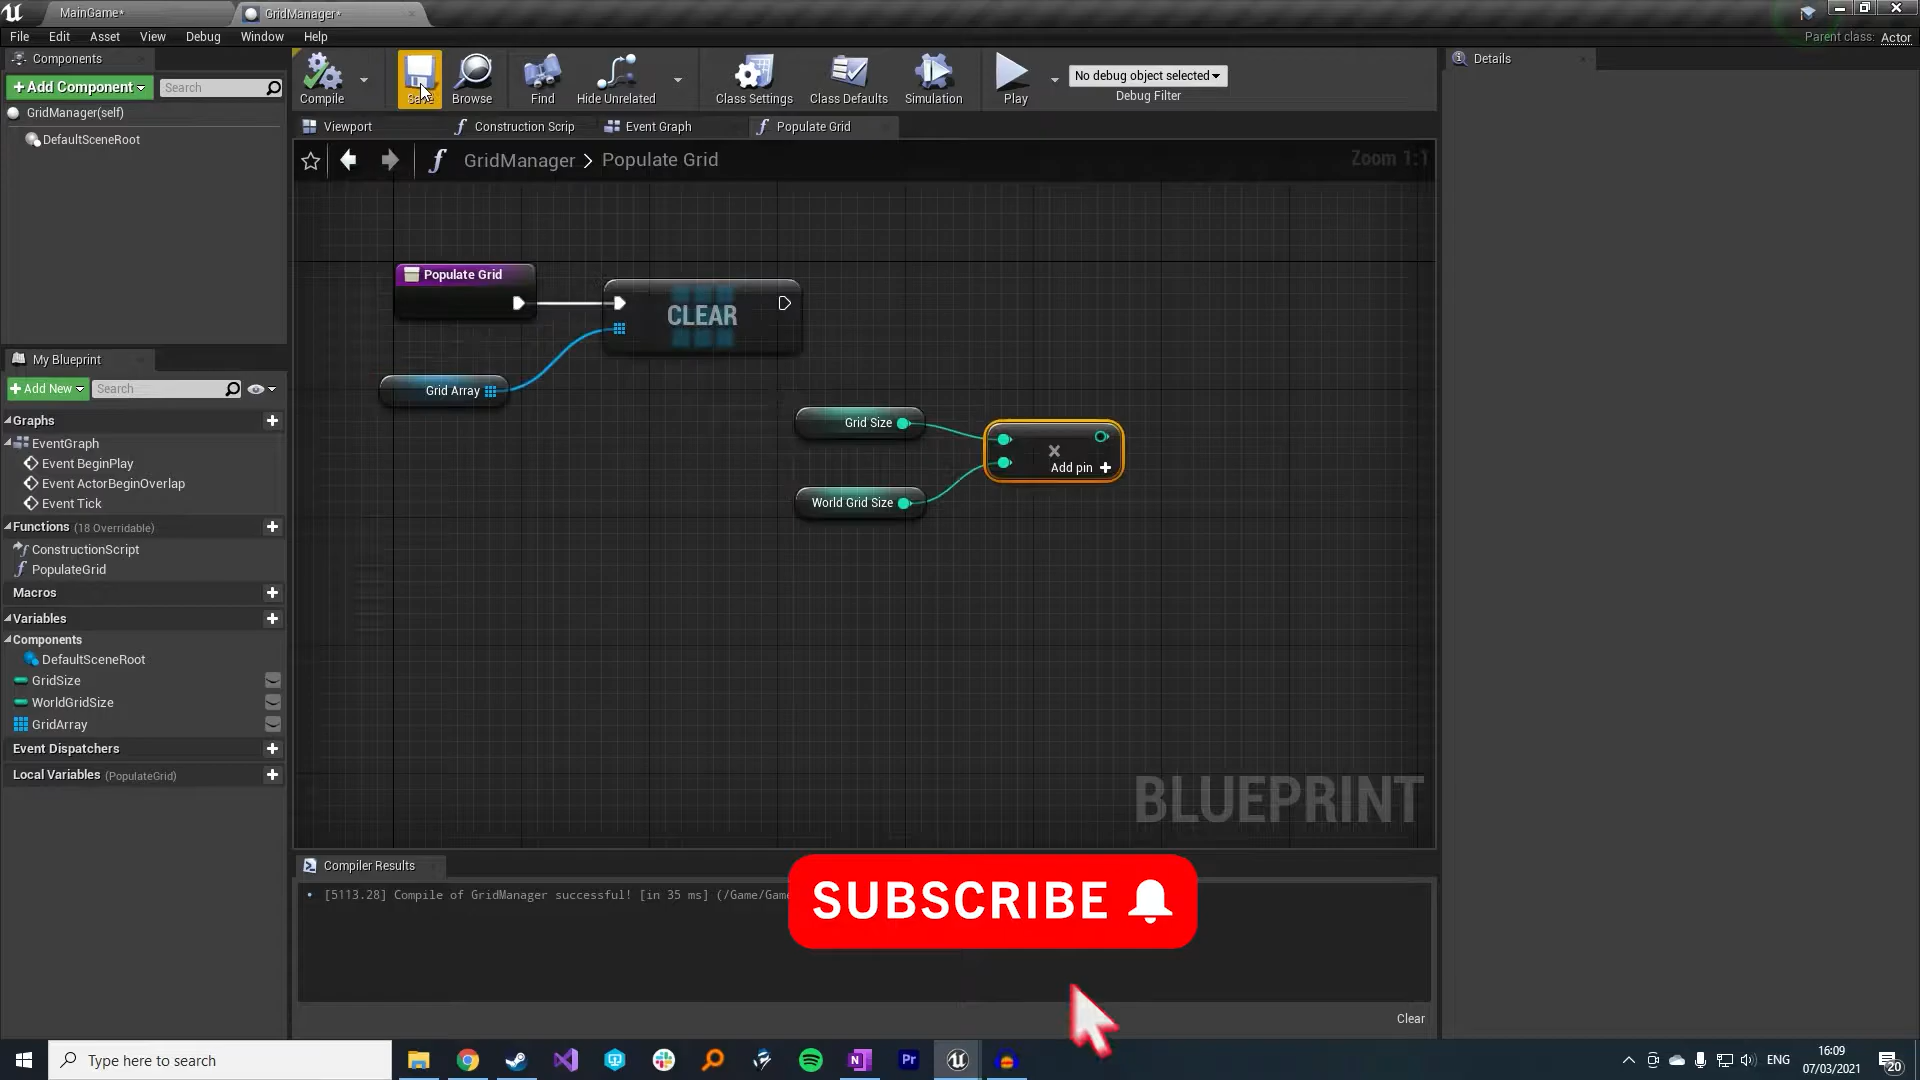 MainGame*
GridManager*
File Edit Asset View Debug Window Help
Parent class: Actor
Components
+ Add Component
Search
GridManager(self)
DefaultSceneRoot
Compile
Browse
Find
Hide Unrelated
Class Settings
Class Defaults
Simulation
Play
No debug object selected
Debug Filter
Details
Viewport
Construction Scrip
Event Graph
Populate Grid
GridManager > Populate Grid
Zoom 1:1
Populate Grid
CLEAR
Grid Array
Grid Size
World Grid Size
Add pin +
BLUEPRINT
My Blueprint
+ Add New
Search
Graphs
EventGraph
Event BeginPlay
Event ActorBeginOverlap
Event Tick
Functions (18 Overridable)
ConstructionScript
PopulateGrid
Macros
Variables
Components
DefaultSceneRoot
GridSize
WorldGridSize
GridArray
Event Dispatchers
Local Variables (PopulateGrid)
Compiler Results
[5113.28] Compile of GridManager successful! [in 35 ms] (/Game/Gam
SUBSCRIBE
Clear
Type here to search
Pr
ENG
16:09
07/03/2021
20